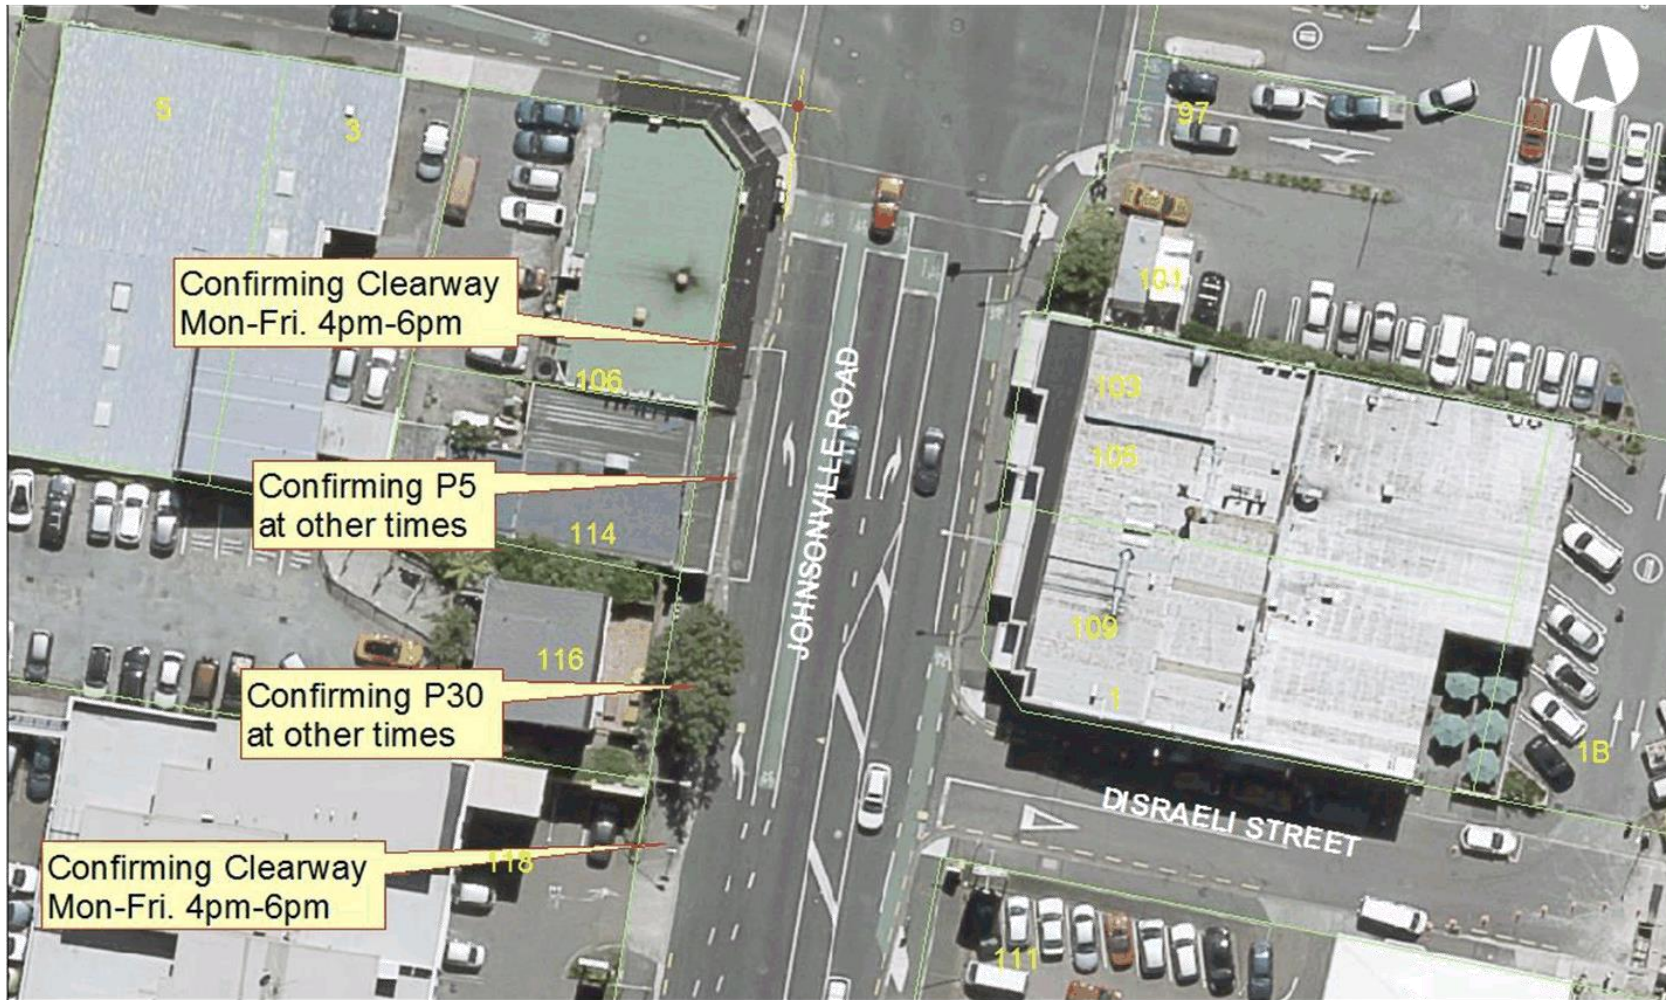 5
3
97
101
Confirming Clearway
Mon-Fri. 4pm-6pm
106
103
105
JOHNSONVILLE ROAD
Confirming P5
at other times
114
109
116
1
Confirming P30
at other times
1B
DISRAELI STREET
Confirming Clearway
Mon-Fri. 4pm-6pm
118
111